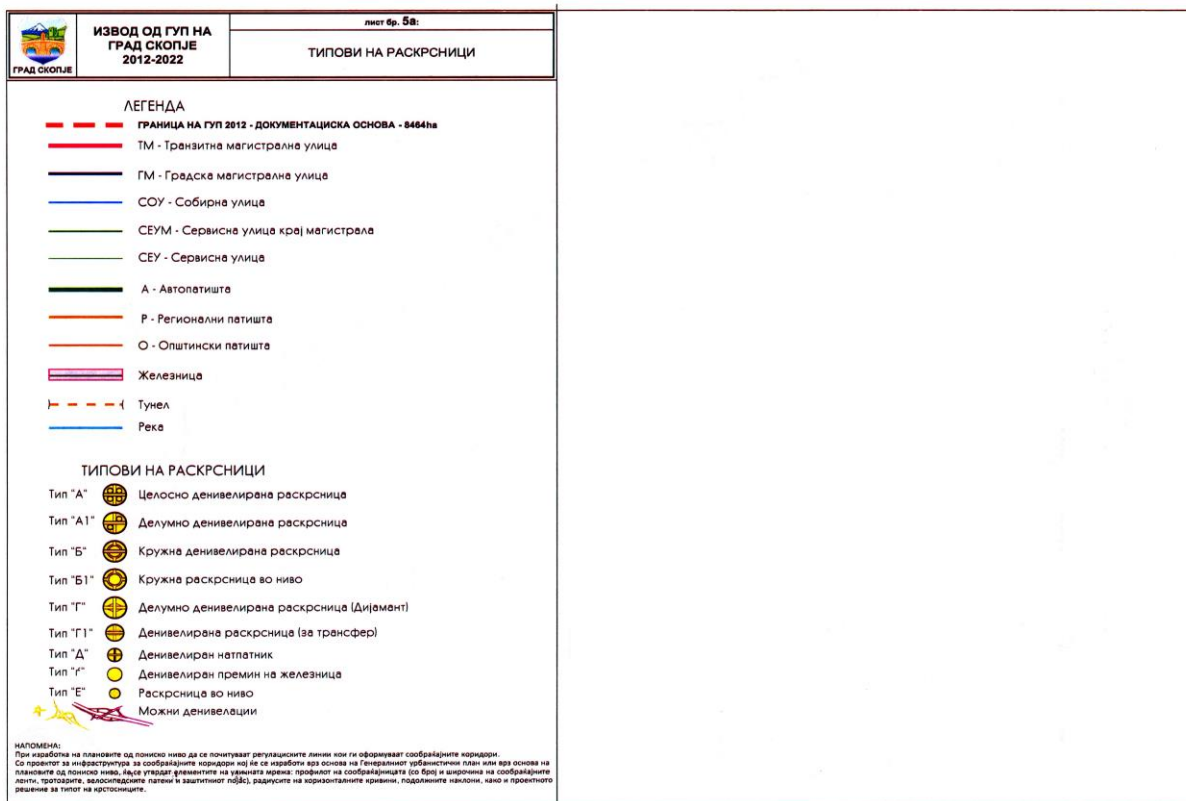 ГРАД СКОПЈЕ
ИЗВОД ОД ГУП НА
ГРАД СКОПЈЕ
2012-2022
лист бр. 5а:
ТИПОВИ НА РАСКРСНИЦИ
ЛЕГЕНДА
ГРАНИЦА НА ГУП 2012 - ДОКУМЕНТАЦИСКА ОСНОВА - 8464ha
ТМ - Транзитна магистрална улица
ГМ - Градска магистрална улица
СОУ - Собирна улица
СЕУМ - Сервисна улица крај магистрала
СЕУ - Сервисна улица
А - Автопатишта
Р - Регионални патишта
О - Општински патишта
Железница
Тунел
Река
ТИПОВИ НА РАСКРСНИЦИ
Тип "А" Целосно денивелирана раскрсница
Тип "А1" Делумно денивелирана раскрсница
Тип "Б" Кружна денивелирана раскрсница
Тип "Б1" Кружна раскрсница во ниво
Тип "Г" Делумно денивелирана раскрсница (Дијамант)
Тип "Г1" Денивелирана раскрсница (за трансфер)
Тип "Д" Денивелиран натпатник
Тип "Ѓ" Денивелиран премин на железница
Тип "Е" Раскрсница во ниво
Можни денивелации
НАПОМЕНА:
При изработка на плановите од пониско ниво да се почитуваат регулациските линии кои ги оформуваат сообраќајните коридори.
Со проектот за инфраструктура за сообраќајните коридори кој ќе се изработи врз основа на Генералниот урбанистички план или врз основа на
плановите од пониско ниво, ќе се утврдат елементите на уличната мрежа: профилот на сообраќајницата (со број и широчина на сообраќајните
ленти, тротоарите, велосипедските патеки и заштитниот појас), радиусите на хоризонталните кривини, подолжните наклони, како и проектното
решение за типот на крстосниците.